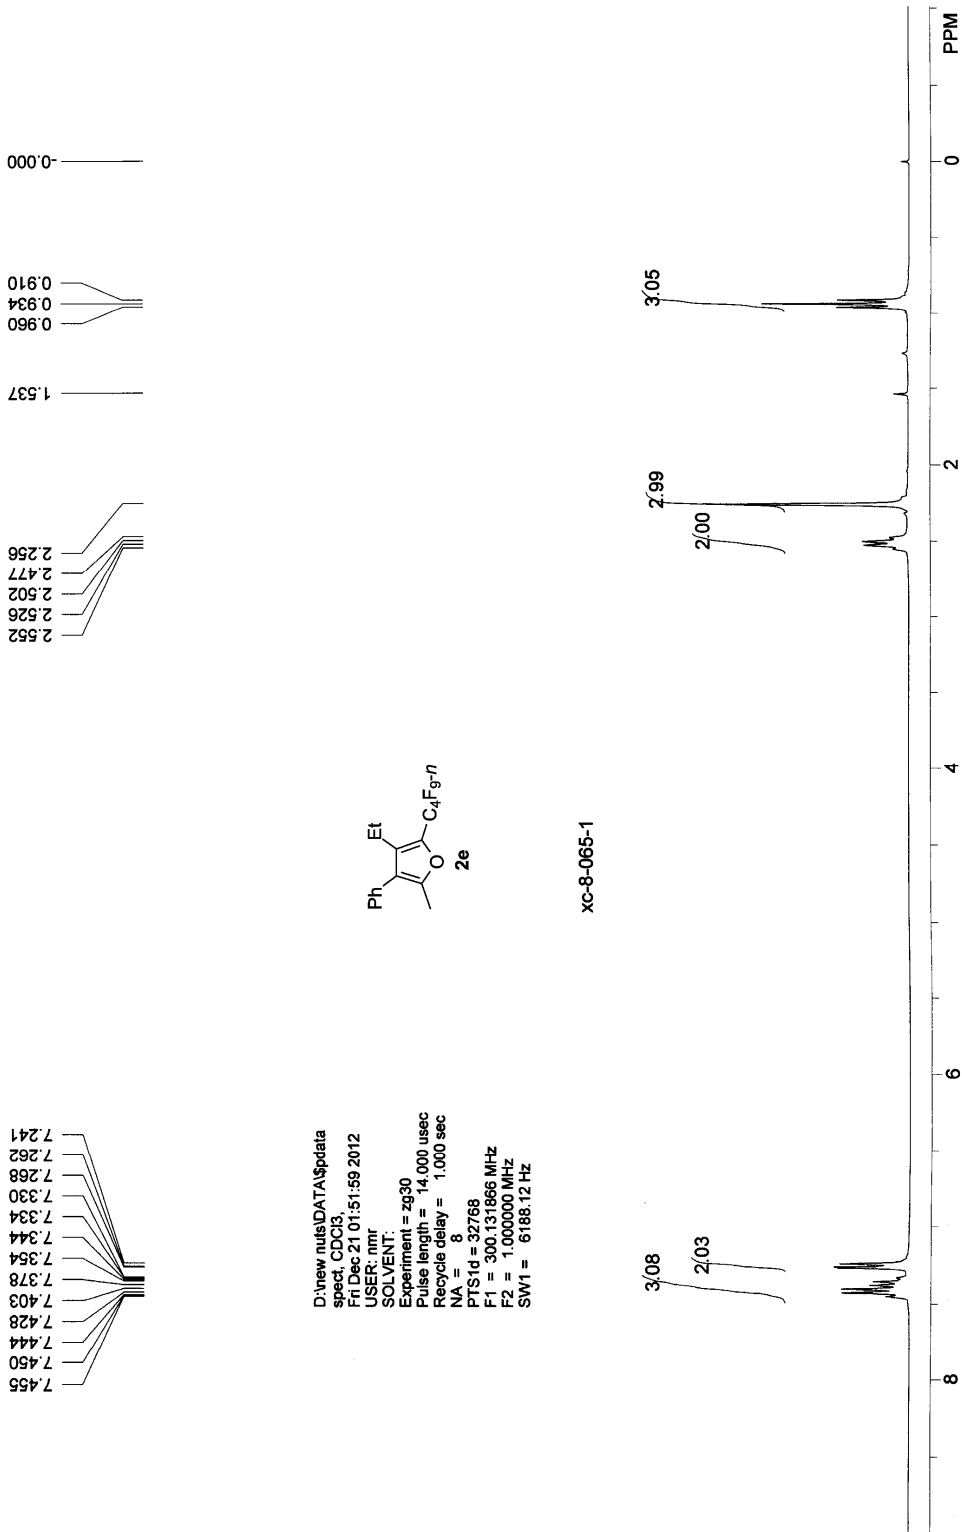 7.455
7.450
7.444
7.428
7.403
7.378
7.354
7.344
7.334
7.330
7.268
7.262
7.241
2.552
2.526
2.502
2.477
2.256
1.537
0.960
0.934
0.910
-0.000
D:\new nuts\DATA\$pdata
spect, CDCl3,
Fri Dec 21 01:51:59 2012
USER: nmr
SOLVENT:
Experiment = zg30
Pulse length = 14.000 usec
Recycle delay = 1.000 sec
NA = 8
PTS1d = 32768
F1 = 300.131866 MHz
F2 = 1.000000 MHz
SW1 = 6188.12 Hz
Ph
Et
C4F9-n
O
2e
xc-8-065-1
3.08
2.03
2.00
2.99
3.05
8
6
4
2
0
PPM